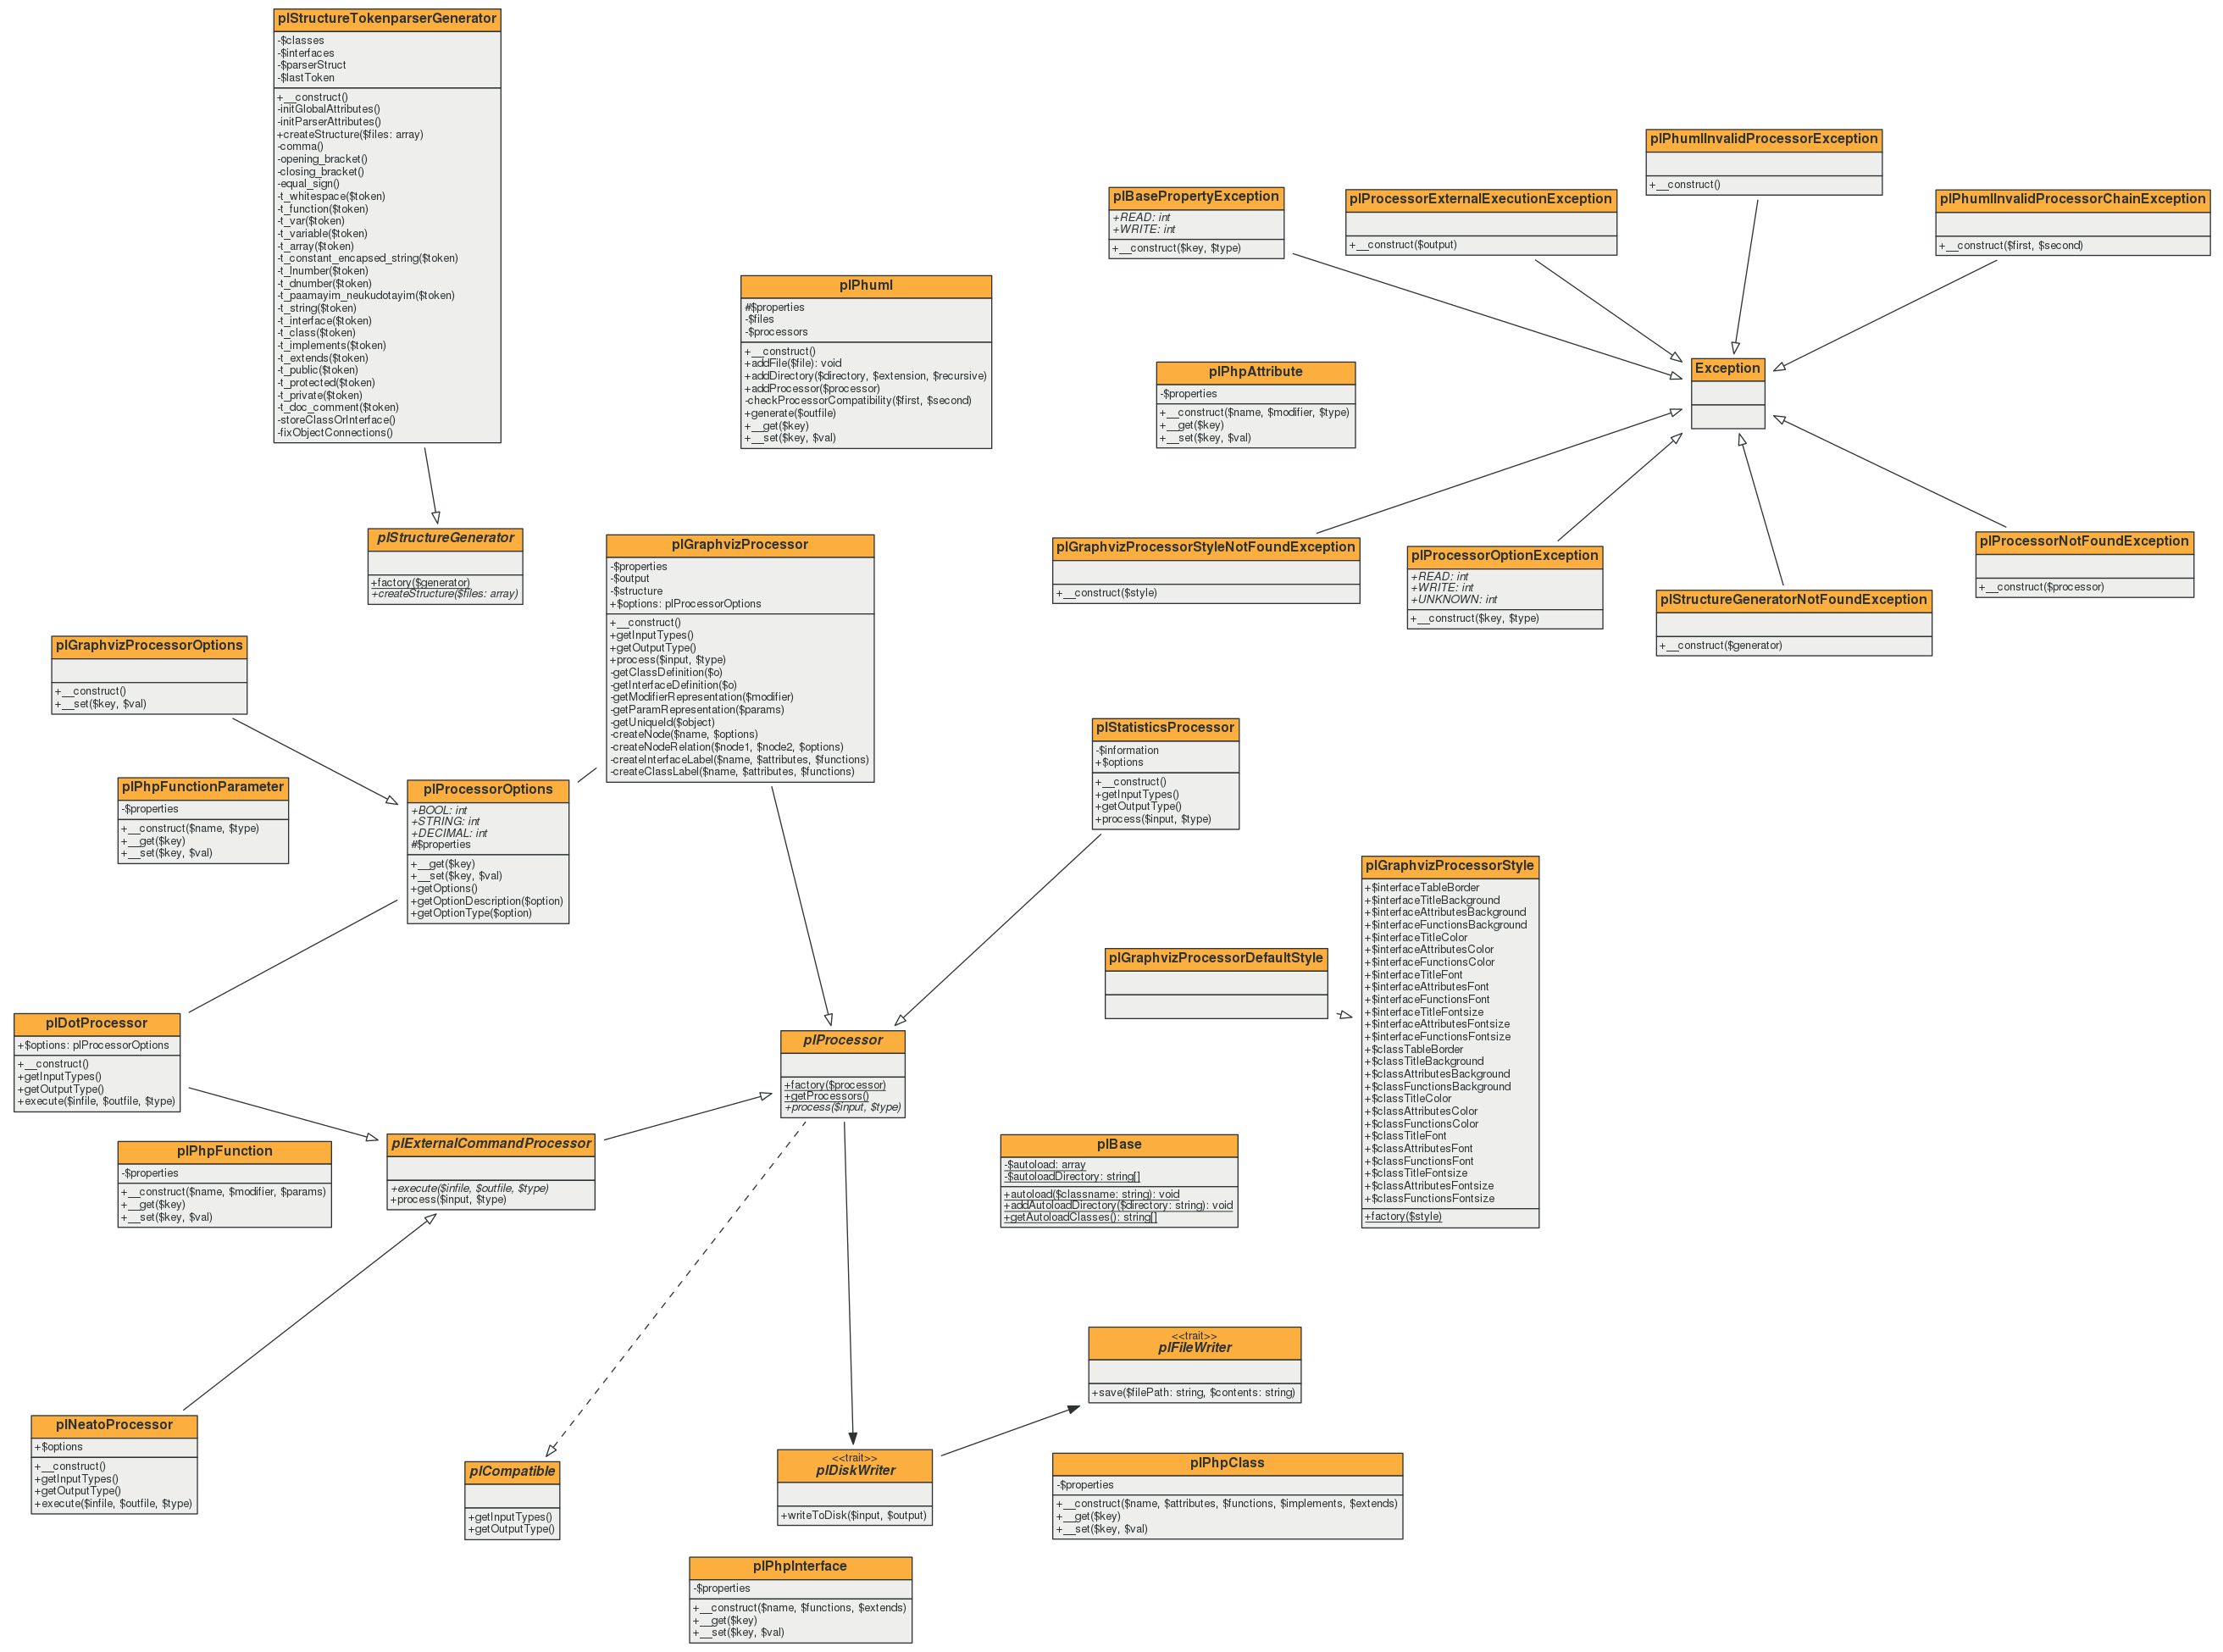 plStructureTokenparserGenerator
-$classes
-$interfaces
-$parserStruct
-$lastToken
+__construct()
-initGlobalAttributes()
-initParserAttributes()
+createStructure($files: array)
-comma()
-opening_bracket()
-closing_bracket()
-equal_sign()
-t_whitespace($token)
-t_function($token)
-t_var($token)
-t_variable($token)
-t_array($token)
-t_constant_encapsed_string($token)
-t_lnumber($token)
-t_dnumber($token)
-t_paamayim_neukudotayim($token)
-t_string($token)
-t_interface($token)
-t_class($token)
-t_implements($token)
-t_extends($token)
-t_public($token)
-t_protected($token)
-t_private($token)
-t_doc_comment($token)
-storeClassOrInterface()
-fixObjectConnections()
plPhumlInvalidProcessorException
+__construct()
plBasePropertyException
+READ: int
+WRITE: int
+__construct($key, $type)
plProcessorExternalExecutionException
+__construct($output)
plPhumlInvalidProcessorChainException
+__construct($first, $second)
plPhuml
#$properties
-$files
-$processors
+__construct()
+addFile($file): void
+addDirectory($directory, $extension, $recursive)
+addProcessor($processor)
-checkProcessorCompatibility($first, $second)
+generate($outfile)
+__get($key)
+__set($key, $val)
plPhpAttribute
-$properties
+__construct($name, $modifier, $type)
+__get($key)
+__set($key, $val)
Exception
plStructureGenerator
+factory($generator)
+createStructure($files: array)
plGraphvizProcessor
-$properties
-$output
-$structure
+$options: plProcessorOptions
+__construct()
+getInputTypes()
+getOutputType()
+process($input, $type)
-getClassDefinition($o)
-getInterfaceDefinition($o)
-getModifierRepresentation($modifier)
-getParamRepresentation($params)
-getUniqueId($object)
-createNode($name, $options)
-createNodeRelation($node1, $node2, $options)
-createInterfaceLabel($name, $attributes, $functions)
-createClassLabel($name, $attributes, $functions)
plGraphvizProcessorStyleNotFoundException
+__construct($style)
plProcessorOptionException
+READ: int
+WRITE: int
+UNKNOWN: int
+__construct($key, $type)
plStructureGeneratorNotFoundException
+__construct($generator)
plProcessorNotFoundException
+__construct($processor)
plGraphvizProcessorOptions
+__construct()
+__set($key, $val)
plPhpFunctionParameter
-$properties
+__construct($name, $type)
+__get($key)
+__set($key, $val)
plProcessorOptions
+BOOL: int
+STRING: int
+DECIMAL: int
#$properties
+__get($key)
+__set($key, $val)
+getOptions()
+getOptionDescription($option)
+getOptionType($option)
plStatisticsProcessor
-$information
+$options
+__construct()
+getInputTypes()
+getOutputType()
+process($input, $type)
plGraphvizProcessorStyle
+$interfaceTableBorder
+$interfaceTitleBackground
+$interfaceAttributesBackground
+$interfaceFunctionsBackground
+$interfaceTitleColor
+$interfaceAttributesColor
+$interfaceFunctionsColor
+$interfaceTitleFont
+$interfaceAttributesFont
+$interfaceFunctionsFont
+$interfaceTitleFontsize
+$interfaceAttributesFontsize
+$interfaceFunctionsFontsize
+$classTableBorder
+$classTitleBackground
+$classAttributesBackground
+$classFunctionsBackground
+$classTitleColor
+$classAttributesColor
+$classFunctionsColor
+$classTitleFont
+$classAttributesFont
+$classFunctionsFont
+$classTitleFontsize
+$classAttributesFontsize
+$classFunctionsFontsize
+factory($style)
plGraphvizProcessorDefaultStyle
plDotProcessor
+$options: plProcessorOptions
+__construct()
+getInputTypes()
+getOutputType()
+execute($infile, $outfile, $type)
plProcessor
+factory($processor)
+getProcessors()
+process($input, $type)
plExternalCommandProcessor
+execute($infile, $outfile, $type)
+process($input, $type)
plPhpFunction
-$properties
+__construct($name, $modifier, $params)
+__get($key)
+__set($key, $val)
plBase
-$autoload: array
-$autoloadDirectory: string[]
+autoload($classname: string): void
+addAutoloadDirectory($directory: string): void
+getAutoloadClasses(): string[]
<<trait>>
plFileWriter
+save($filePath: string, $contents: string)
plNeatoProcessor
+$options
+__construct()
+getInputTypes()
+getOutputType()
+execute($infile, $outfile, $type)
plCompatible
+getInputTypes()
+getOutputType()
<<trait>>
plDiskWriter
+writeToDisk($input, $output)
plPhpClass
-$properties
+__construct($name, $attributes, $functions, $implements, $extends)
+__get($key)
+__set($key, $val)
plPhpInterface
-$properties
+__construct($name, $functions, $extends)
+__get($key)
+__set($key, $val)